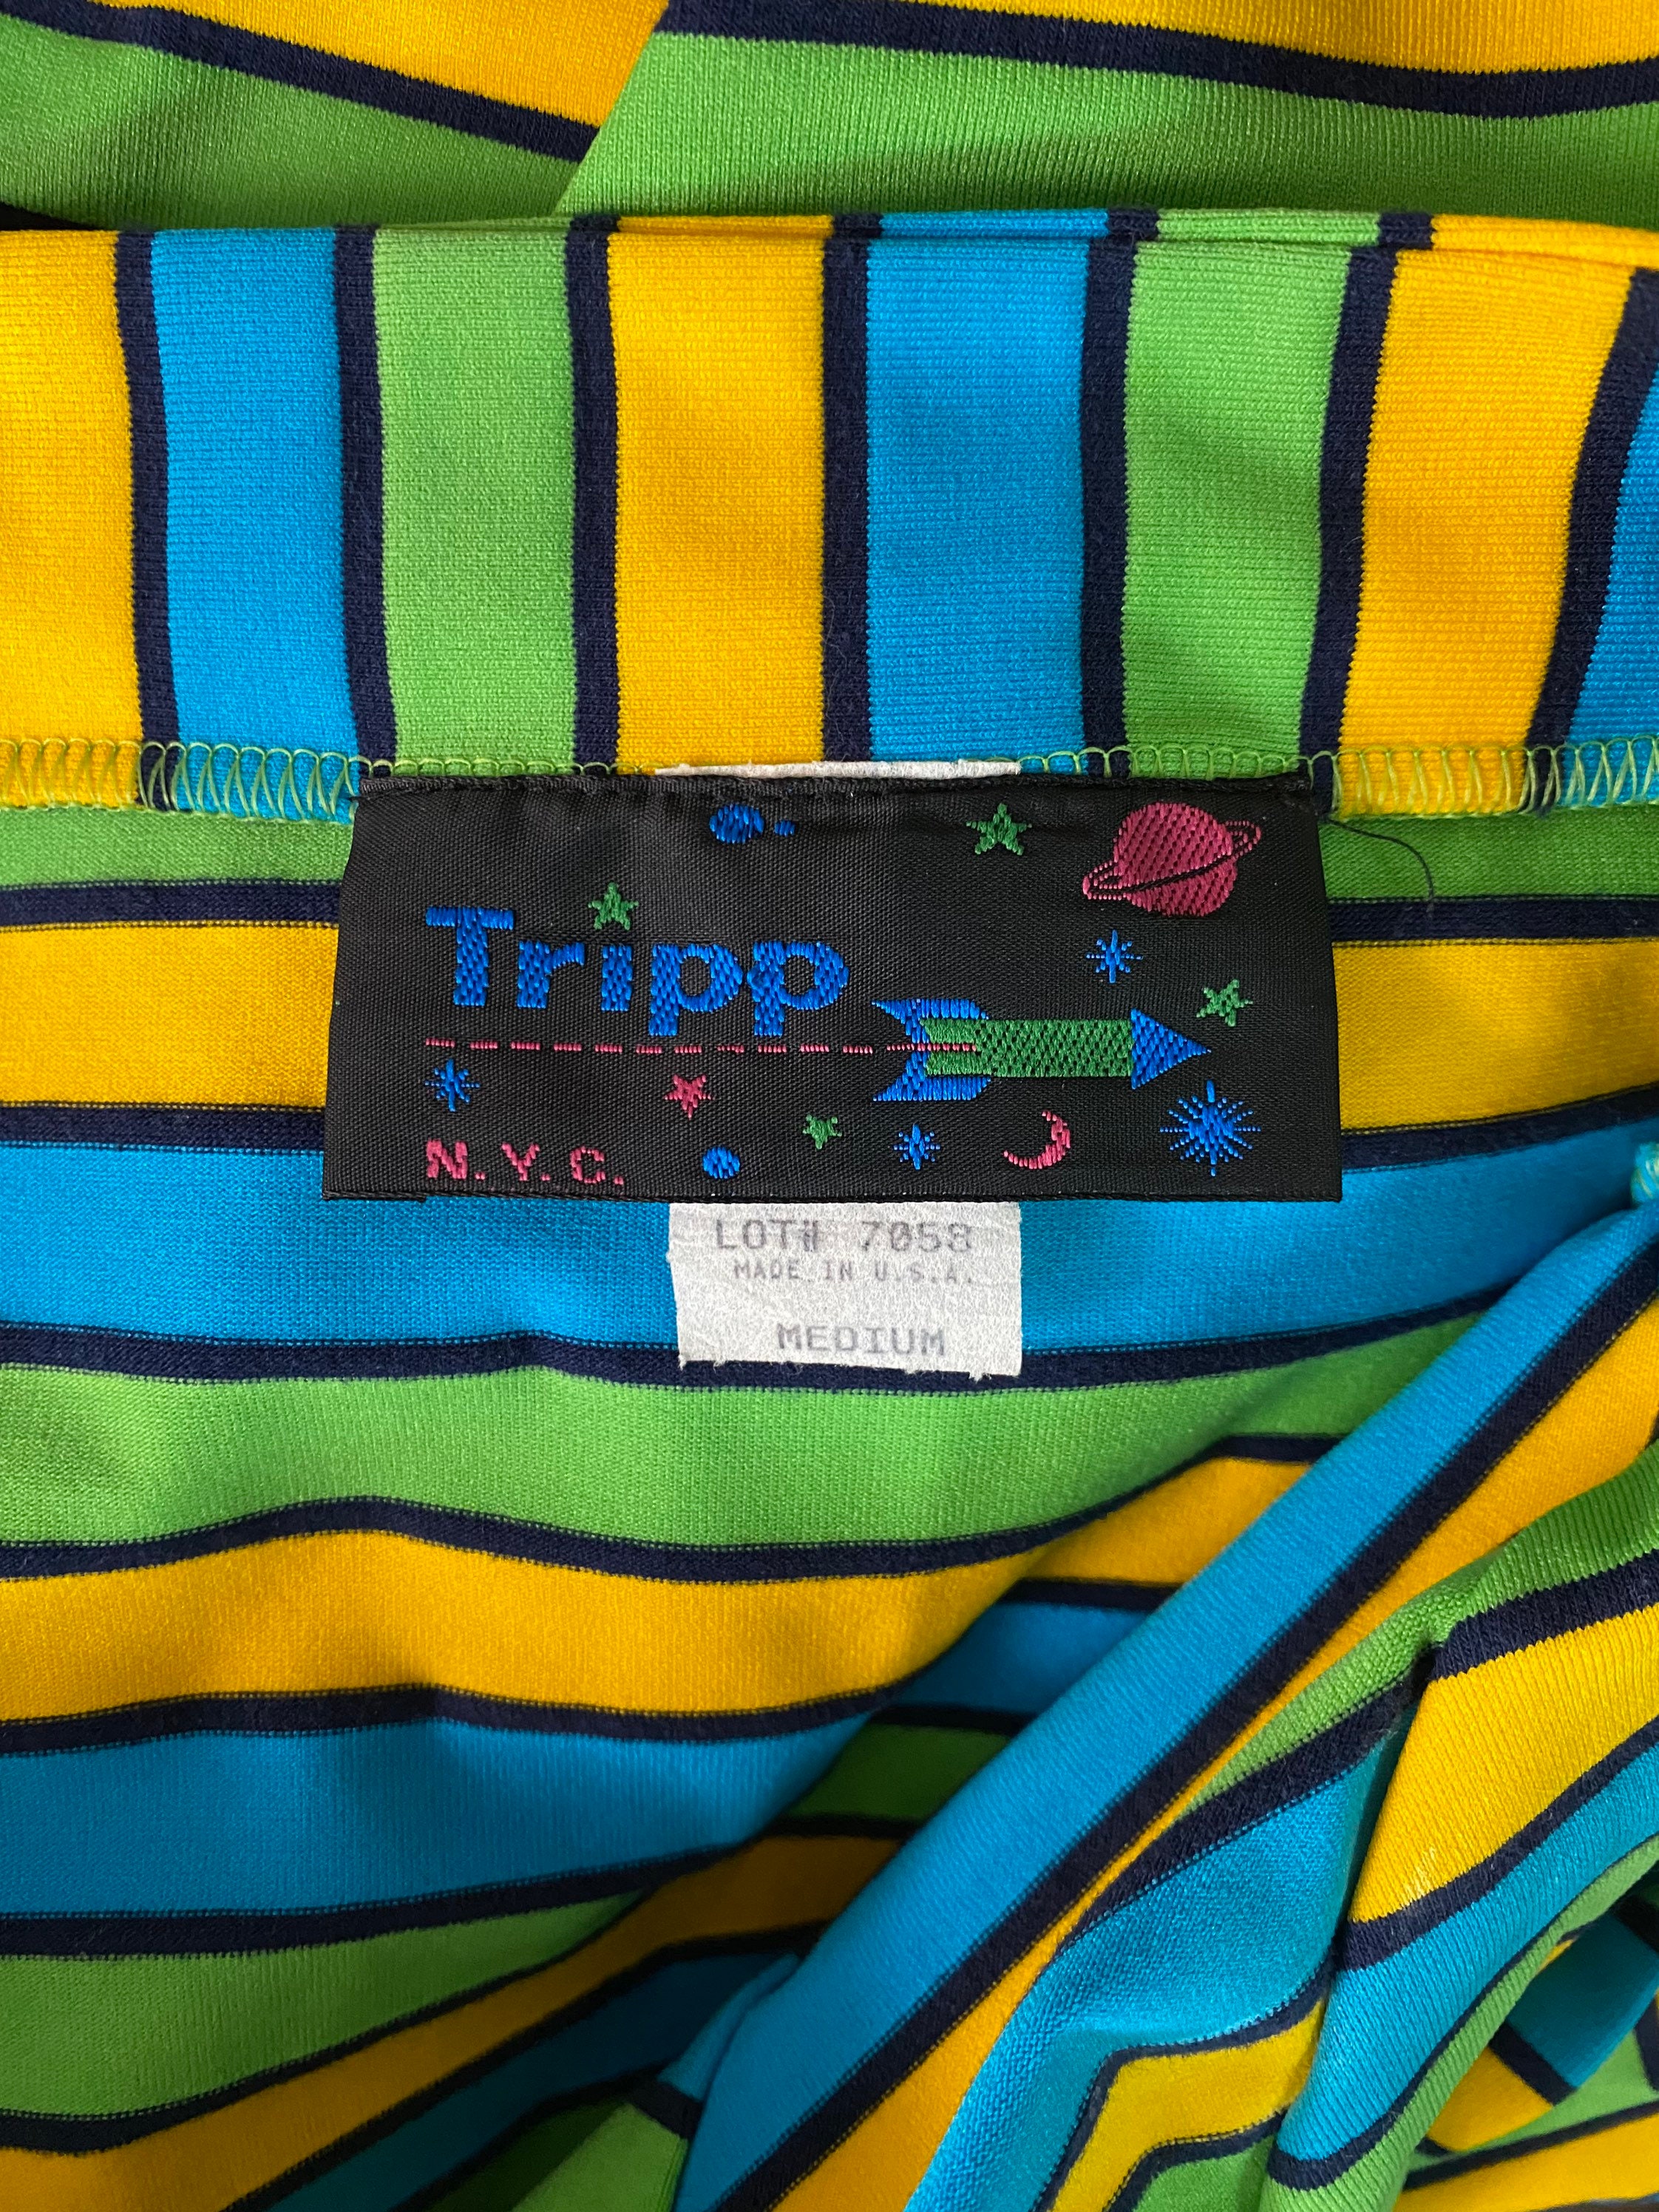 Tripp
N.Y.C.
LOT# 7058
MADE IN U.S.A.
MEDIUM